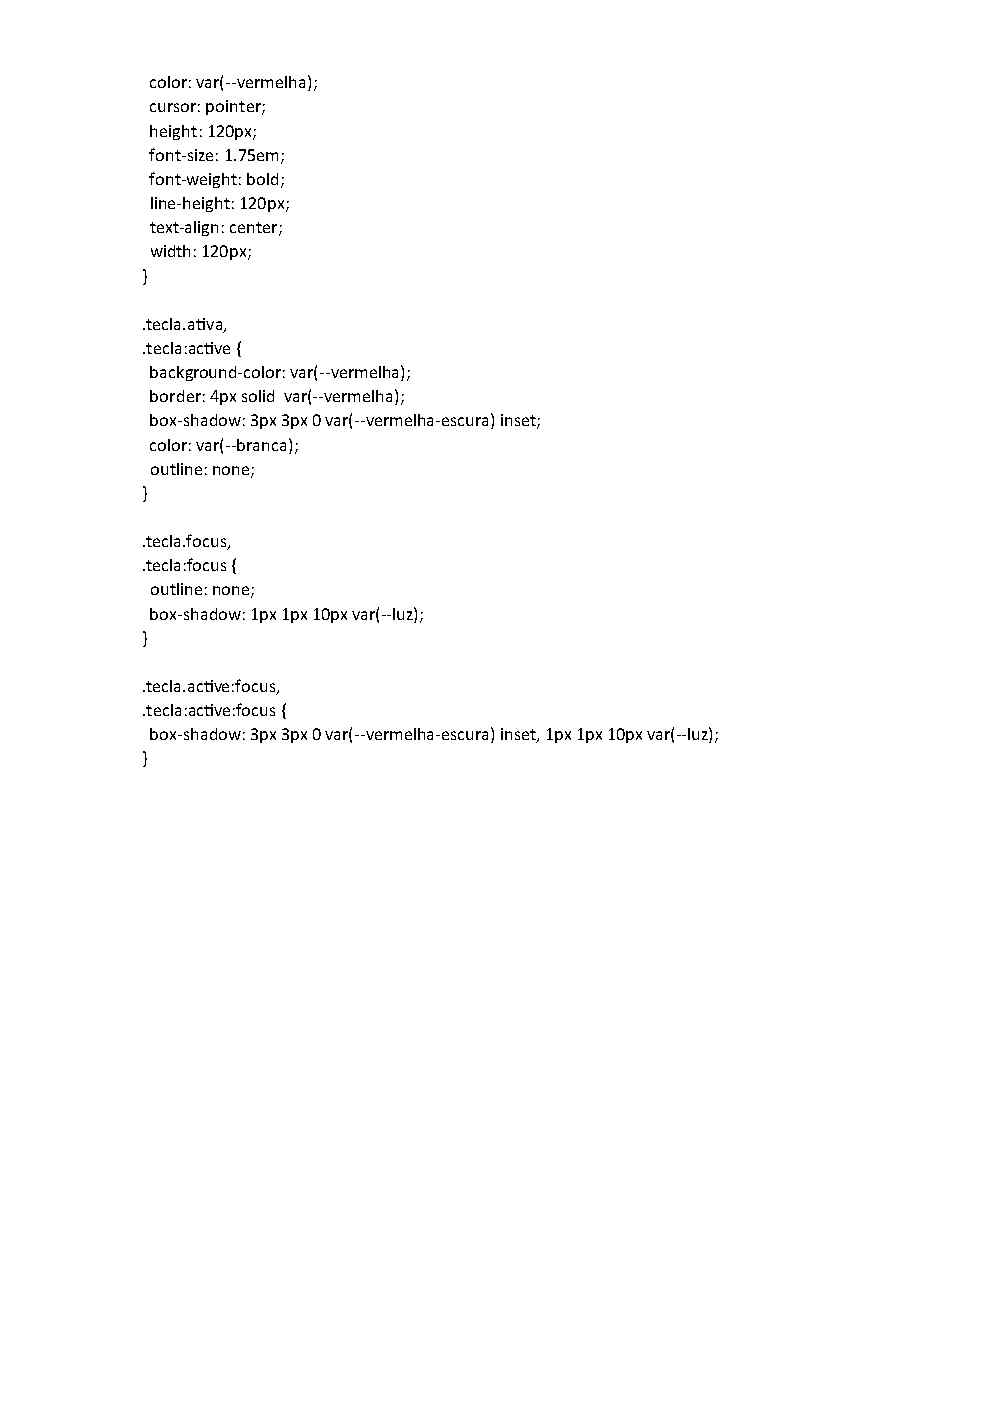 color: var(--vermelha);
cursor: pointer;
height: 120px;
font-size: 1.75em;
font-weight: bold;
line-height: 120px;
text-align: center;
width: 120px;
}

.tecla.ativa,
.tecla:active {
background-color: var(--vermelha);
border: 4px solid  var(--vermelha);
box-shadow: 3px 3px 0 var(--vermelha-escura) inset;
color: var(--branca);
outline: none;
}

.tecla.focus,
.tecla:focus {
outline: none;
box-shadow: 1px 1px 10px var(--luz);
}

.tecla.active:focus,
.tecla:active:focus {
box-shadow: 3px 3px 0 var(--vermelha-escura) inset, 1px 1px 10px var(--luz);
}